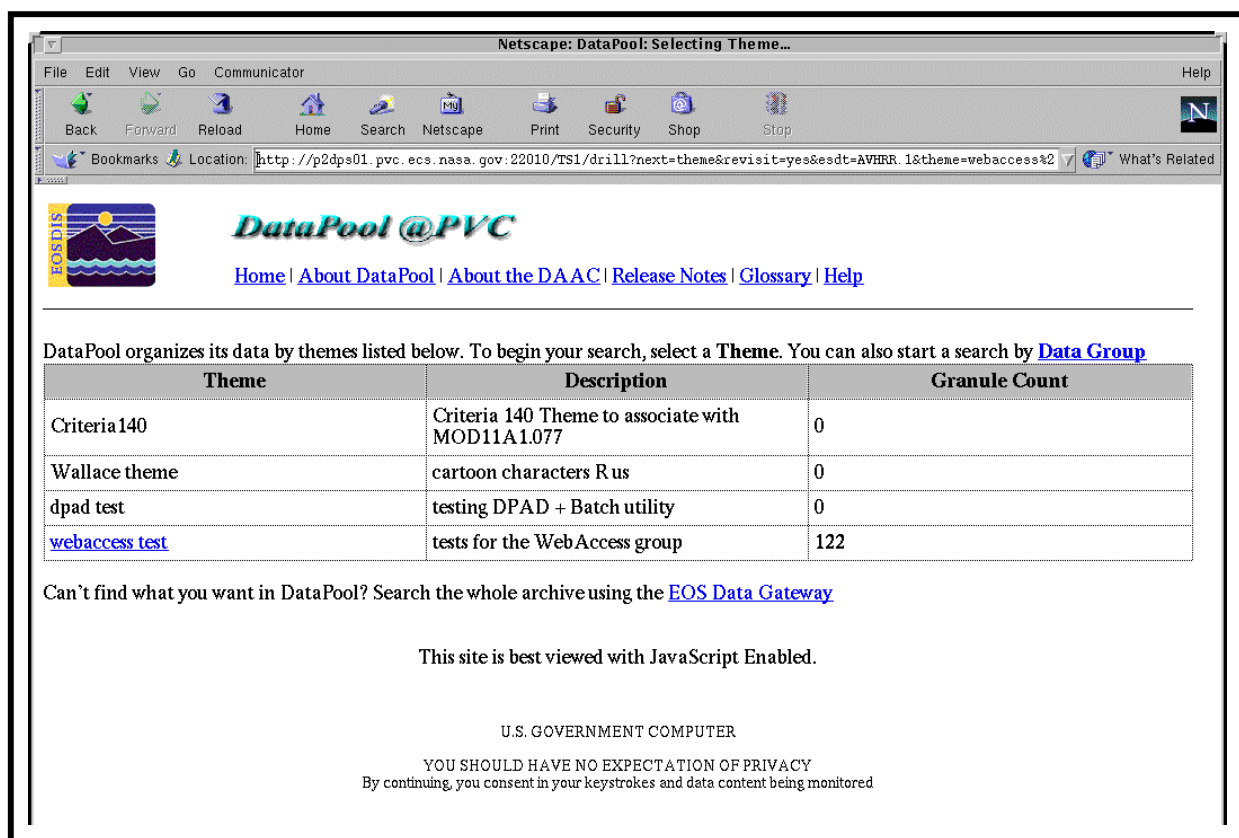 Netscape: DataPool: Selecting Theme...
File Edit View Go Communicator Help
Back Forward Reload Home Search Netscape Print Security Shop Stop
My
N
Bookmarks Location: http://p2dps01.pvc.ecs.nasa.gov:22010/TS1/drill?next=theme&revisit=yes&esdt=AVHRR.1&theme=webaccess%2 What's Related
EOSDIS
DataPool @PVC
Home | About DataPool | About the DAAC | Release Notes | Glossary | Help
DataPool organizes its data by themes listed below. To begin your search, select a Theme. You can also start a search by Data Group
Theme Description Granule Count
Criteria 140 Criteria 140 Theme to associate with MOD11A1.077 0
Wallace theme cartoon characters R us 0
dpad test testing DPAD + Batch utility 0
webaccess test tests for the WebAccess group 122
Can't find what you want in DataPool? Search the whole archive using the EOS Data Gateway
This site is best viewed with JavaScript Enabled.
U.S. GOVERNMENT COMPUTER
YOU SHOULD HAVE NO EXPECTATION OF PRIVACY
By continuing, you consent in your keystrokes and data content being monitored